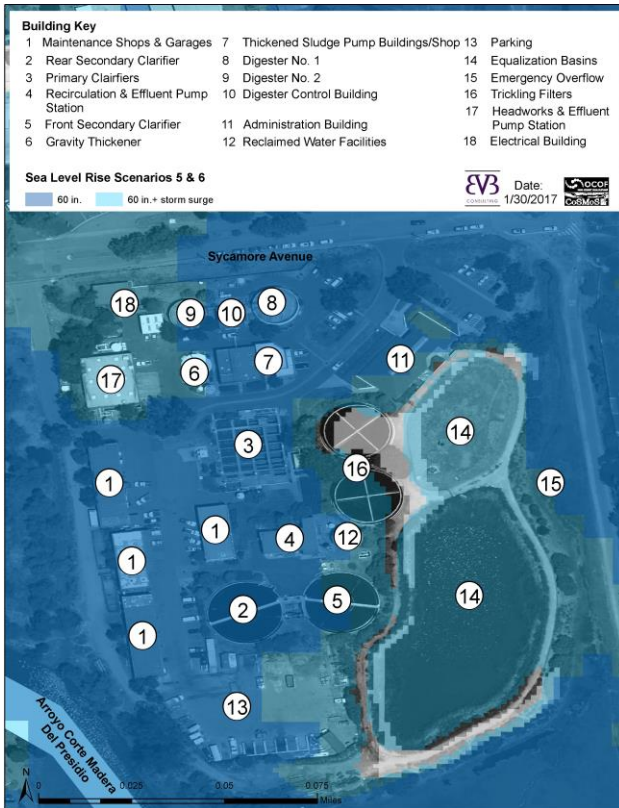 Building Key
1 Maintenance Shops & Garages
2 Rear Secondary Clarifier
3 Primary Clairfiers
4 Recirculation & Effluent Pump
Station
5 Front Secondary Clarifier
6 Gravity Thickener
7 Thickened Sludge Pump Buildings/Shop
8 Digester No. 1
9 Digester No. 2
10 Digester Control Building
11 Administration Building
12 Reclaimed Water Facilities
13 Parking
14 Equalization Basins
15 Emergency Overflow
16 Trickling Filters
17 Headworks & Effluent
Pump Station
18 Electrical Building
Sea Level Rise Scenarios 5 & 6
60 in.
60 in.+ storm surge
BVB
CONSULTING
Date:
1/30/2017
OCOF
CoSMoS
Sycamore Avenue
18
9
10
8
17
6
7
11
3
14
16
1
15
1
4
12
1
2
5
14
1
13
Arroyo Corte Madera
Del Presidio
N
0
0.025
0.05
0.075
Miles